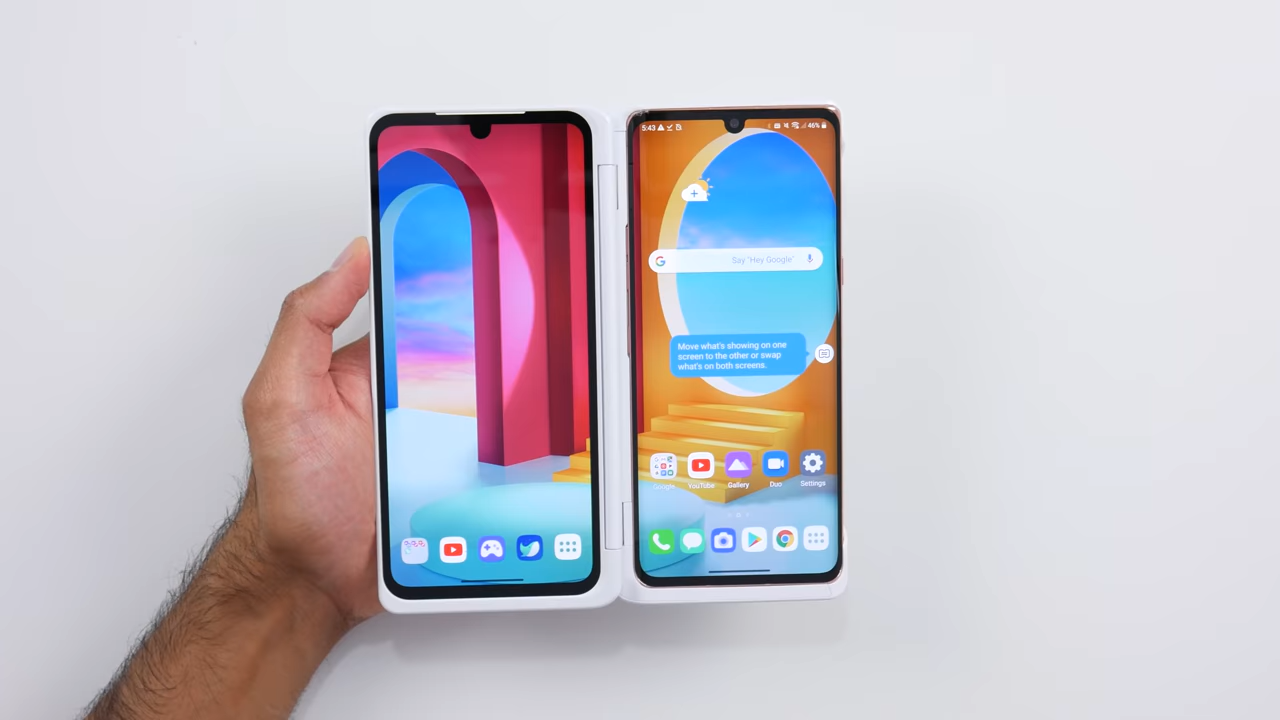 5:43
46%
G
Say "Hey Google"
Move what's showing on one
screen to the other or swap
what's on both screens.
Google YouTube Gallery Duo Settings